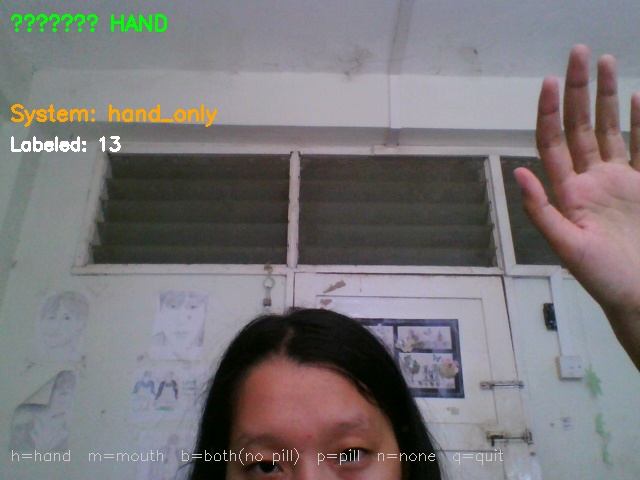 ??????? HAND
System: hand_only
Labeled: 13
h=hand m=mouth b=both(no pill) p=pill n=none q=quit